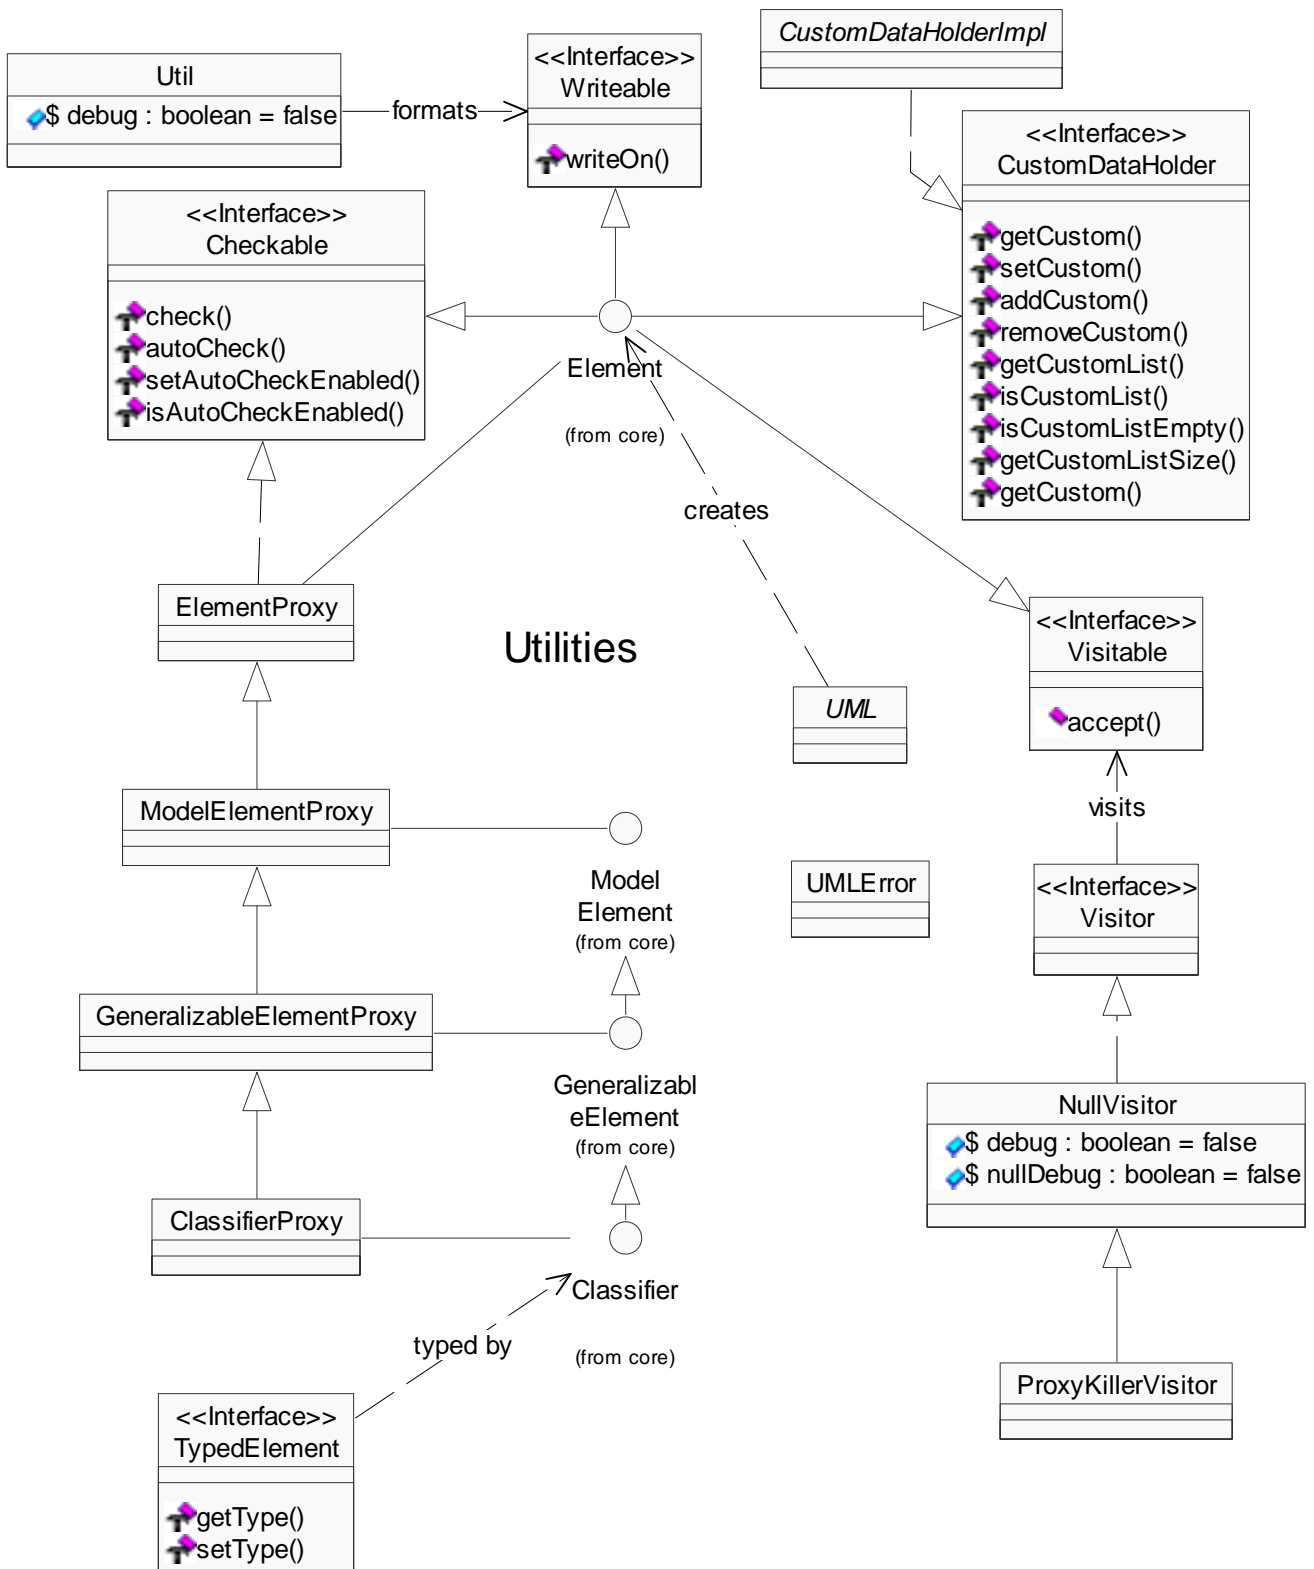 CustomDataHolderImpl
<<Interface>>
Writeable
writeOn()
Util
$ debug : boolean = false
formats
<<Interface>>
CustomDataHolder
getCustom()
setCustom()
addCustom()
removeCustom()
getCustomList()
isCustomList()
isCustomListEmpty()
getCustomListSize()
getCustom()
<<Interface>>
Checkable
check()
autoCheck()
setAutoCheckEnabled()
isAutoCheckEnabled()
Element
(from core)
creates
ElementProxy
Utilities
<<Interface>>
Visitable
accept()
UML
visits
ModelElementProxy
Model
Element
(from core)
UMLError
<<Interface>>
Visitor
GeneralizableElementProxy
Generalizabl
eElement
(from core)
NullVisitor
$ debug : boolean = false
$ nullDebug : boolean = false
ClassifierProxy
Classifier
(from core)
typed by
ProxyKillerVisitor
<<Interface>>
TypedElement
getType()
setType()